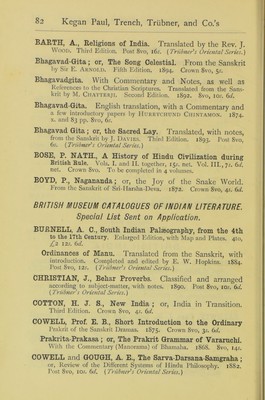 82 Kegan Paul, Trench, Trübner, and Co.'s
BARTH, A., Religions of India. Translated by the Rev. J.
WOOD. Third Edition. Post 8vo, 16s. (Trübner's Oriental Series.)
Bhagavad-Gita; or, The Song Celestial. From the Sanskrit
by Sir E. ARNOLD. Fifth Edition. 1894. Crown 8vo, 5s.
Bhagavadgita. With Commentary and Notes, as well as
References to the Christian Scriptures. Translated from the Sans-
krit by M. CHATTERJI. Second Edition. 1892. 8vo, 10s. 6d.
Bhagavad-Gita. English translation, with a Commentary and
a few introductory papers by HURRYCHUND CHINTAMON. 1874.
x. and 83 pp. 8vo, 6s.
Bhagavad Gita; or, the Sacred Lay. Translated, with notes,
from the Sanskrit by J. DAVIES. Third Edition. 1893. Post 8vo,
6s. (Trübner's Oriental Series.)
BOSE, P. NATH., A History of Hindu Civilization during
British Rule. Vols. I. and II. together, 15s. net. Vol. III., 7s. 6d.
net. Crown 8vo. To be completed in 4 volumes.
BOYD, P., Nagananda; or, the Joy of the Snake World.
From the Sanskrit of Sri-Harsha-Deva. 1872. Crown 8vo, 4s. 6d.
BRITISH MUSEUM CATALOGUES OF INDIAN LITERATURE.
Special List Sent on Application.
BURNELL, A. C., South Indian Palæography, from the 4th
to the 17th Century. Enlarged Edition, with Map and Plates. 4to,
£2 12s. 6d.
Ordinances of Manu. Translated from the Sanskrit, with
introduction. Completed and edited by E. W. HOPKINS. 1884.
Post 8vo, 12s. (Trübner's Oriental Series.)
CHRISTIAN, J., Behar Proverbs. Classified and arranged
according to subject-matter, with notes. 1890. Post 8vo, 10s. 6d.
(Trübner's Oriental Series.)
COTTON, H. J. S., New India; or, India in Transition.
Third Edition. Crown 8vo, 4s. 6d.
COWELL, Prof. E. B., Short Introduction to the Ordinary
Prakrit of the Sanskrit Dramas. 1875. Crown 8vo, 3s. 6d.
Prakrita-Prakasa; or, The Prakrit Grammar of Vararuchi.
With the Commentary (Manorama) of Bhamaha. 1868. 8vo, 14s.
COWELL and GOUGH, A. E., The Sarva-Darsana-Samgraha;
or, Review of the Different Systems of Hindu Philosophy. 1882.
Post 8vo, 10s. 6d. (Trübner's Oriental Series.)